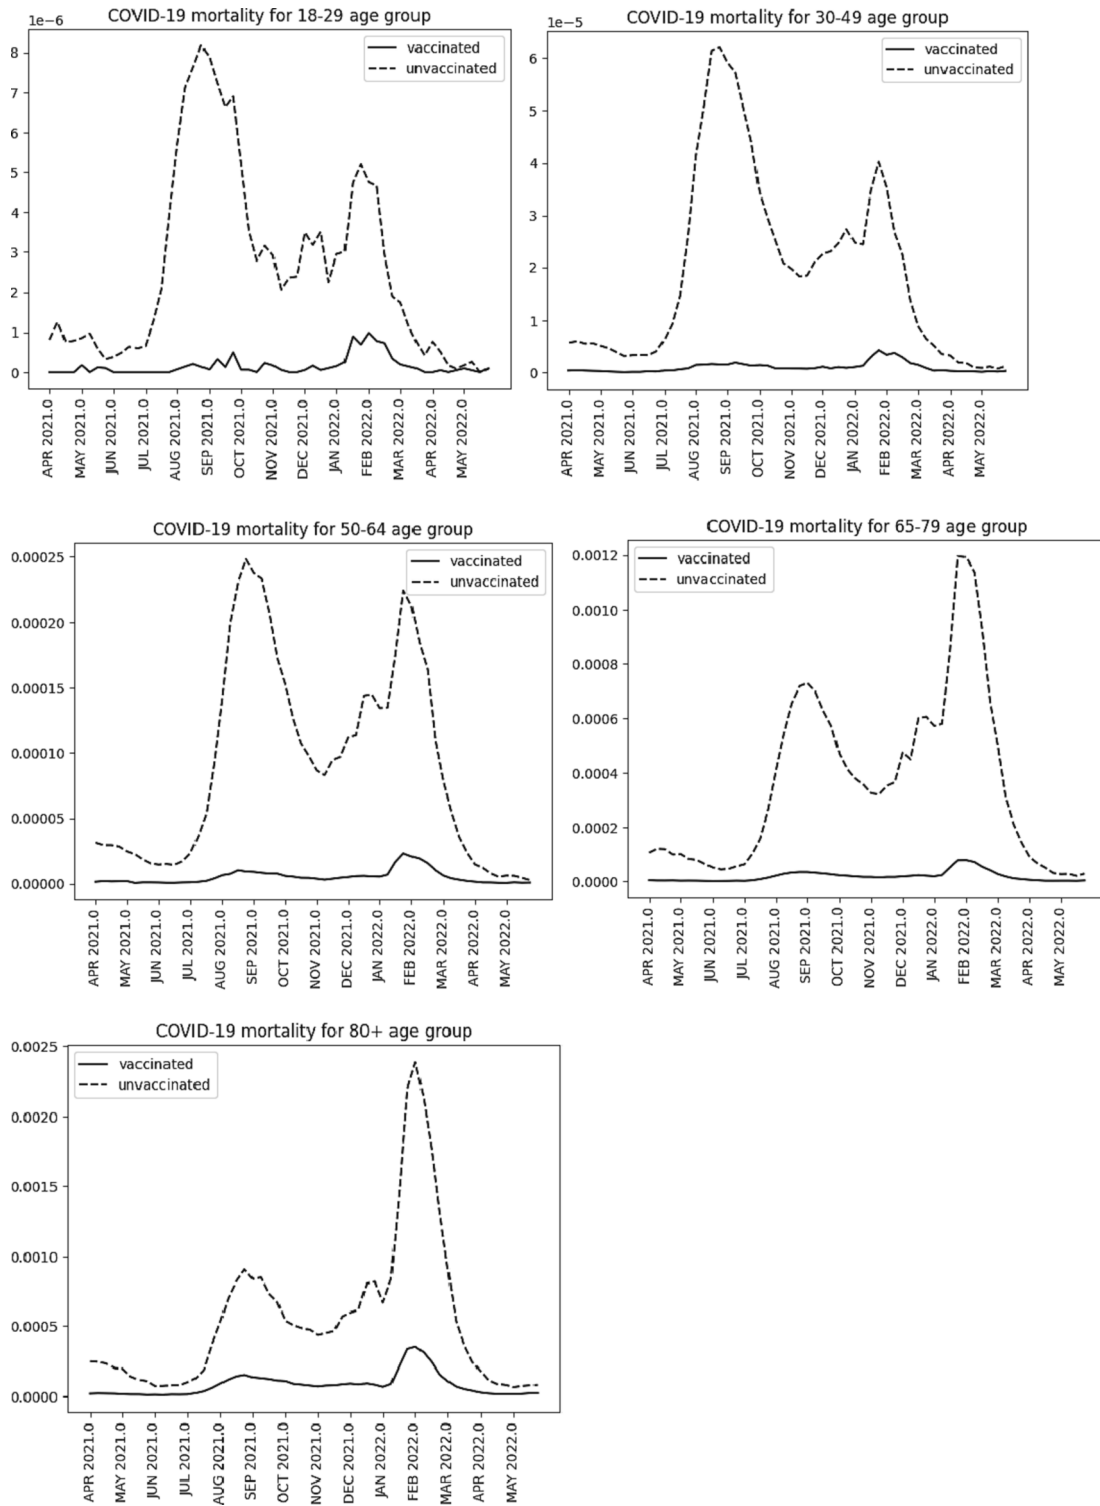 COVID-19 mortality for 18-29 age group
1e−6
vaccinated
unvaccinated
8
7
6
5
4
3
2
1
0
APR 2021.0
MAY 2021.0
JUN 2021.0
JUL 2021.0
AUG 2021.0
SEP 2021.0
OCT 2021.0
NOV 2021.0
DEC 2021.0
JAN 2022.0
FEB 2022.0
MAR 2022.0
APR 2022.0
MAY 2022.0
COVID-19 mortality for 30-49 age group
1e−5
vaccinated
unvaccinated
6
5
4
3
2
1
0
APR 2021.0
MAY 2021.0
JUN 2021.0
JUL 2021.0
AUG 2021.0
SEP 2021.0
OCT 2021.0
NOV 2021.0
DEC 2021.0
JAN 2022.0
FEB 2022.0
MAR 2022.0
APR 2022.0
MAY 2022.0
COVID-19 mortality for 50-64 age group
vaccinated
unvaccinated
0.00025
0.00020
0.00015
0.00010
0.00005
0.00000
APR 2021.0
MAY 2021.0
JUN 2021.0
JUL 2021.0
AUG 2021.0
SEP 2021.0
OCT 2021.0
NOV 2021.0
DEC 2021.0
JAN 2022.0
FEB 2022.0
MAR 2022.0
APR 2022.0
MAY 2022.0
COVID-19 mortality for 65-79 age group
vaccinated
unvaccinated
0.0012
0.0010
0.0008
0.0006
0.0004
0.0002
0.0000
APR 2021.0
MAY 2021.0
JUN 2021.0
JUL 2021.0
AUG 2021.0
SEP 2021.0
OCT 2021.0
NOV 2021.0
DEC 2021.0
JAN 2022.0
FEB 2022.0
MAR 2022.0
APR 2022.0
MAY 2022.0
COVID-19 mortality for 80+ age group
vaccinated
unvaccinated
0.0025
0.0020
0.0015
0.0010
0.0005
0.0000
APR 2021.0
MAY 2021.0
JUN 2021.0
JUL 2021.0
AUG 2021.0
SEP 2021.0
OCT 2021.0
NOV 2021.0
DEC 2021.0
JAN 2022.0
FEB 2022.0
MAR 2022.0
APR 2022.0
MAY 2022.0